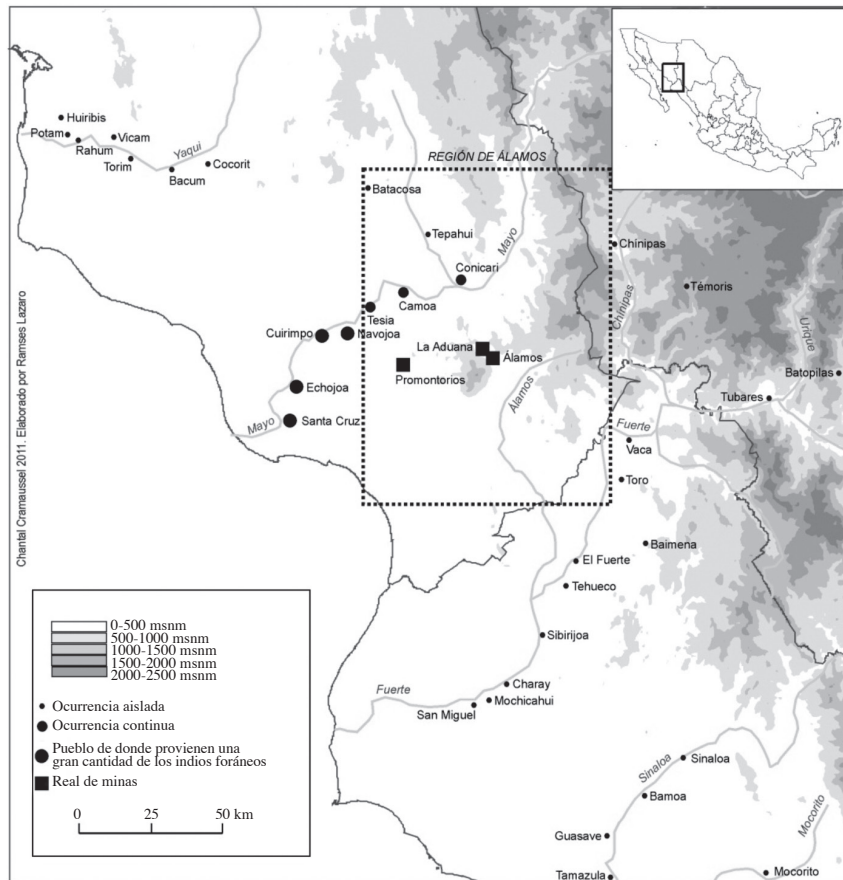 Huiribis
Potam
Rahum
Vicam
Torim
Yaqui
Bacum
Cocorit
REGIÓN DE ÁLAMOS
Batacosa
Tepahui
Mayo
Conicari
Camoa
Tesia
Cuirimpo
Navojoa
La Aduana
Álamos
Promontorios
Echojoa
Mayo
Santa Cruz
Álamos
Chínipas
Chínipas
Témoris
Urique
Batopilas
Tubares
Fuerte
Vaca
Toro
Baimena
El Fuerte
Tehueco
Sibirijoa
Charay
Mochicahui
San Miguel
Fuerte
Sinaloa
Sinaloa
Bamoa
Guasave
Tamazula
Mocorito
Mocorito
Chantal Cramaussel 2011. Elaborado por Ramses Lazaro
0-500 msnm
500-1000 msnm
1000-1500 msnm
1500-2000 msnm
2000-2500 msnm
Ocurrencia aislada
Ocurrencia continua
Pueblo de donde provienen una
gran cantidad de los indios foráneos
Real de minas
0 25 50 km